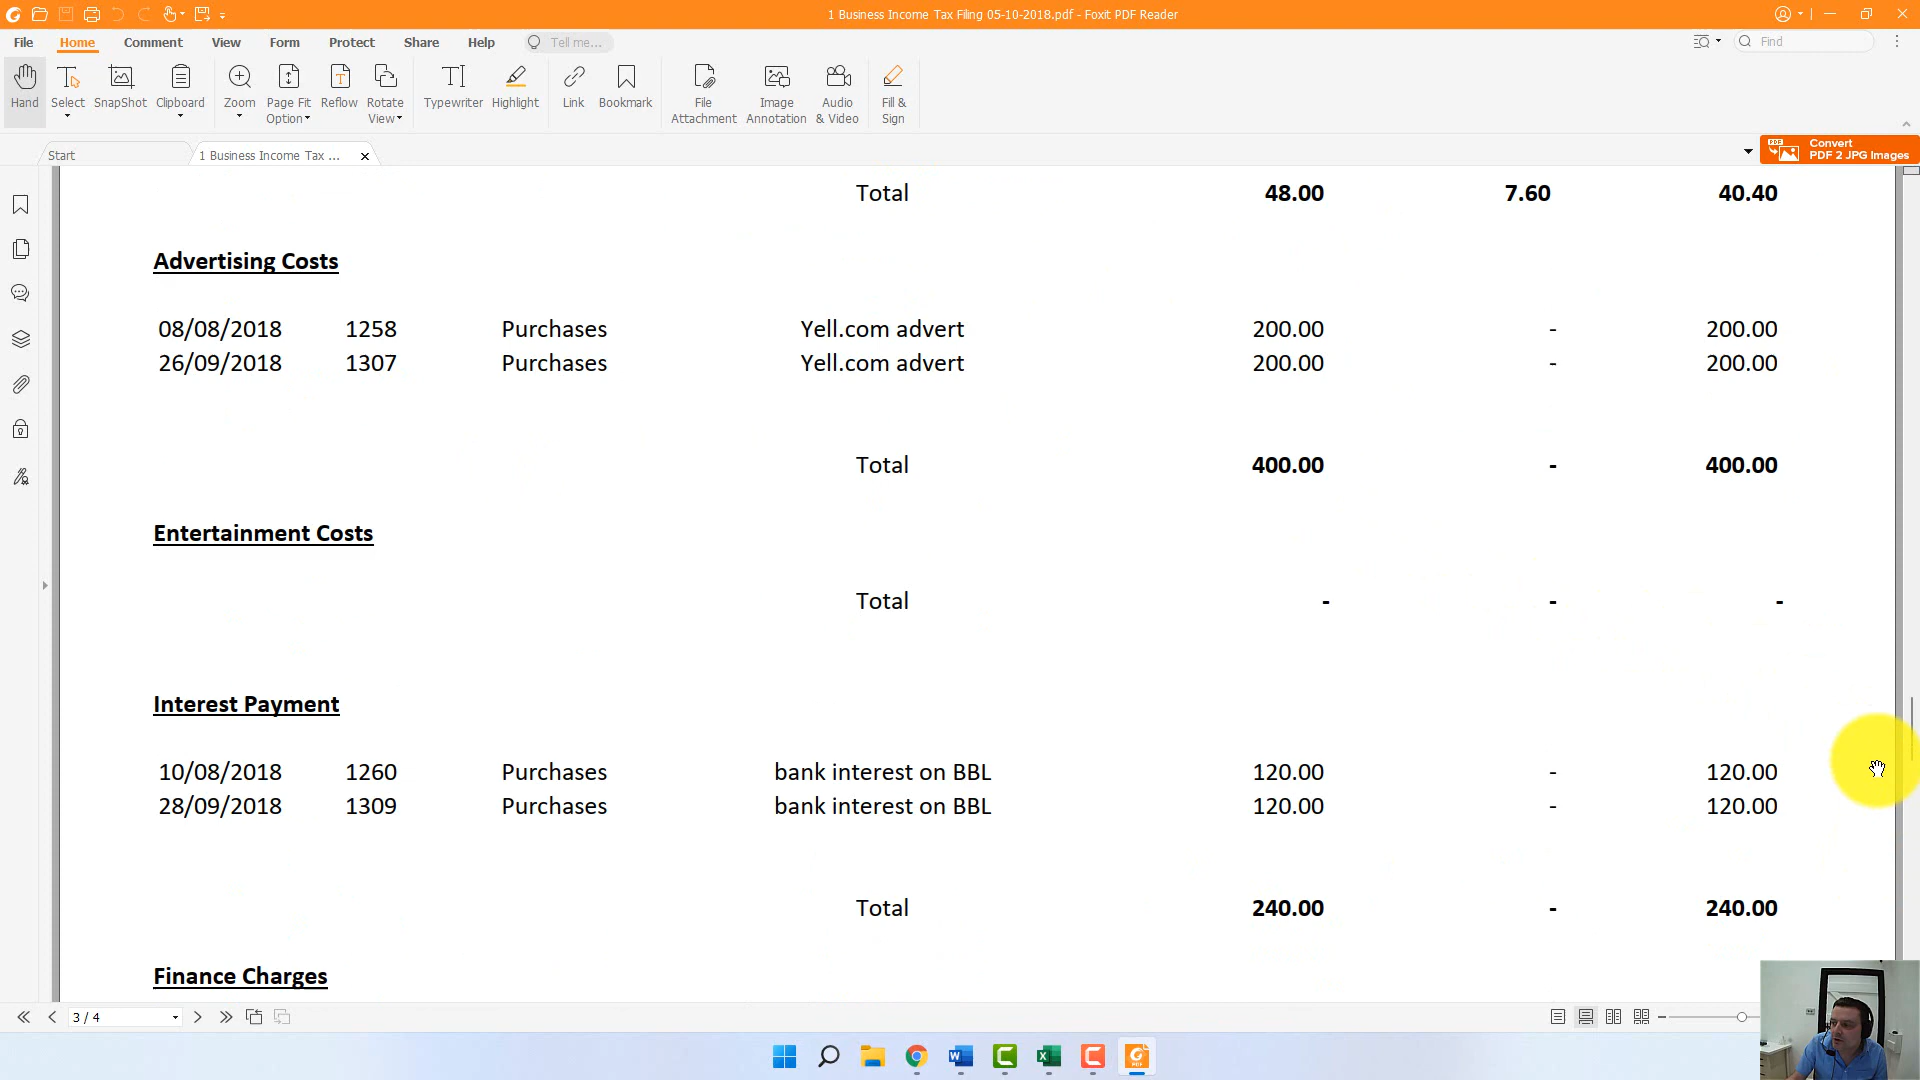 1 Business Income Tax Filing 05-10-2018.pdf - Foxit PDF Reader
File Home Comment View Form Protect Share Help Tell me... Find
Hand Select SnapShot Clipboard Zoom Page Fit Option Reflow Rotate View Typewriter Highlight Link Bookmark File Attachment Image Annotation Audio & Video Fill & Sign
Start 1 Business Income Tax ... Convert PDF 2 JPG Images
Total 48.00 7.60 40.40
Advertising Costs
08/08/2018 1258 Purchases Yell.com advert 200.00 - 200.00
26/09/2018 1307 Purchases Yell.com advert 200.00 - 200.00
Total 400.00 - 400.00
Entertainment Costs
Total - - -
Interest Payment
10/08/2018 1260 Purchases bank interest on BBL 120.00 - 120.00
28/09/2018 1309 Purchases bank interest on BBL 120.00 - 120.00
Total 240.00 - 240.00
Finance Charges
3 / 4